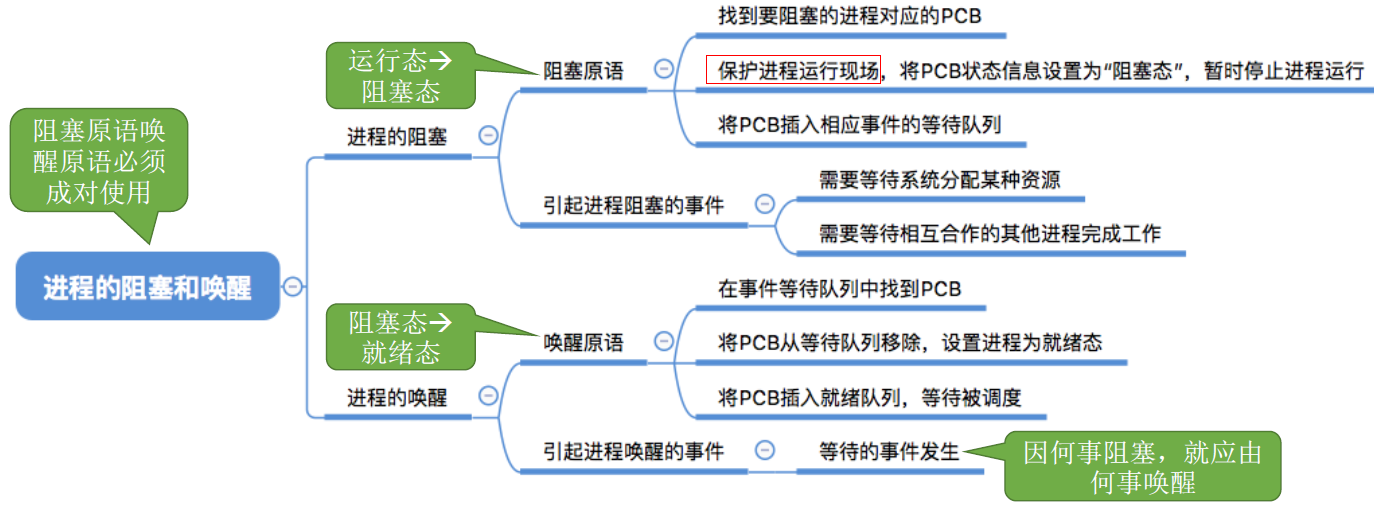 找到要阻塞的进程对应的PCB
运行态→
阻塞态
阻塞原语
保护进程运行现场，将PCB状态信息设置为“阻塞态”，暂时停止进程运行
阻塞原语唤
醒原语必须
成对使用
进程的阻塞
将PCB插入相应事件的等待队列
引起进程阻塞的事件
需要等待系统分配某种资源
需要等待相互合作的其他进程完成工作
进程的阻塞和唤醒
在事件等待队列中找到PCB
阻塞态→
就绪态
唤醒原语
将PCB从等待队列移除，设置进程为就绪态
进程的唤醒
将PCB插入就绪队列，等待被调度
引起进程唤醒的事件
等待的事件发生
因何事阻塞，就应由
何事唤醒